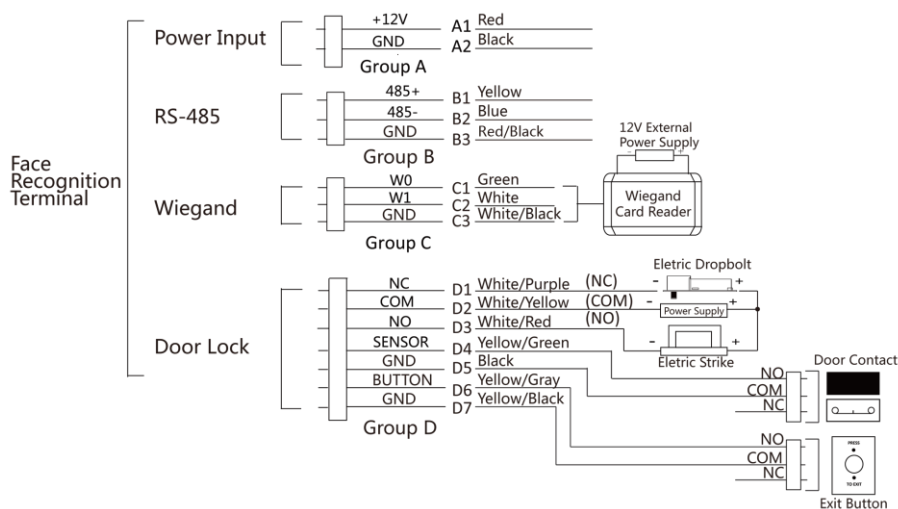 Face
Recognition
Terminal
Power Input
+12V A1 Red
GND A2 Black
Group A
RS-485
485+ B1 Yellow
485- B2 Blue
GND B3 Red/Black
Group B
Wiegand
W0 C1 Green
W1 C2 White
GND C3 White/Black
Group C
12V External
Power Supply
- +
Wiegand
Card Reader
Door Lock
NC D1 White/Purple (NC)
COM D2 White/Yellow (COM)
NO D3 White/Red (NO)
SENSOR D4 Yellow/Green
GND D5 Black
BUTTON D6 Yellow/Gray
GND D7 Yellow/Black
Group D
Eletric Dropbolt
- +
- Power Supply +
- +
Eletric Strike
Door Contact
NO
COM
NC
NO
COM
NC
PRESS
TO EXIT
Exit Button